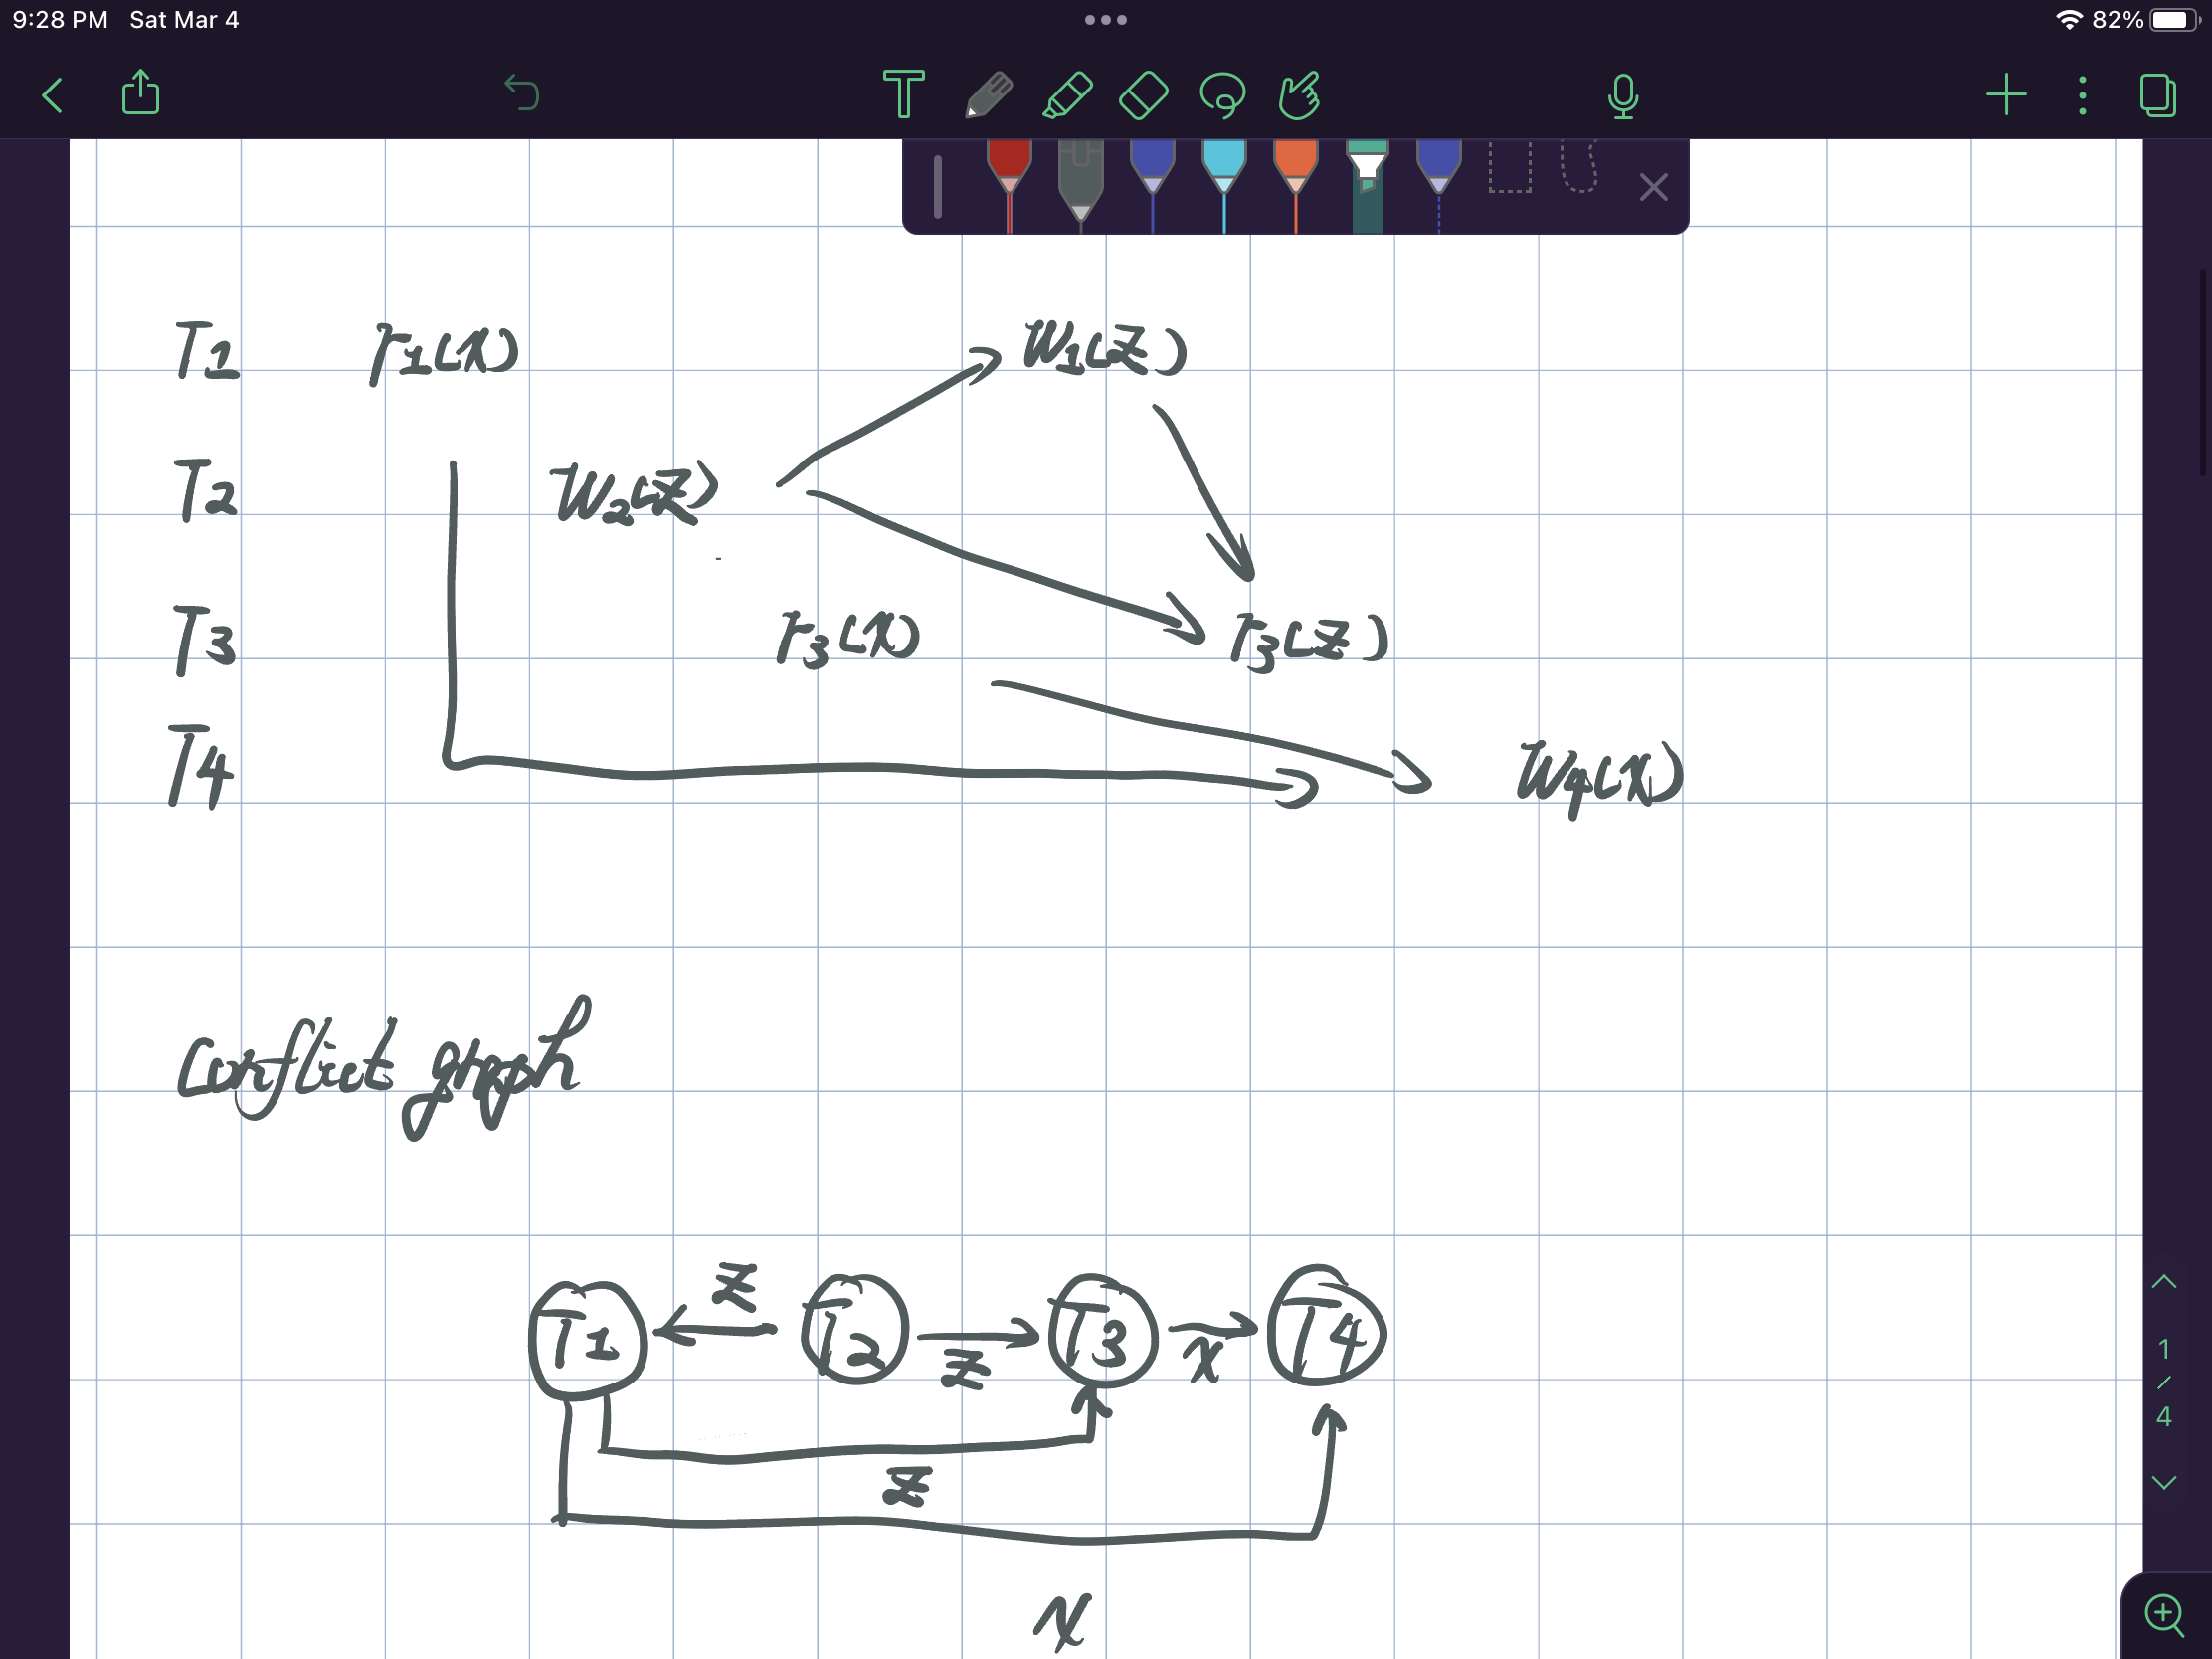 9:28 PM Sat Mar 4 82%
T1 r1(x) W1(z)
T2 W2(z)
T3 r3(x) r3(z)
T4 W4(x)
Conflict graph
z
T1 T2 T3 T4
z x
z
x
1
/
4